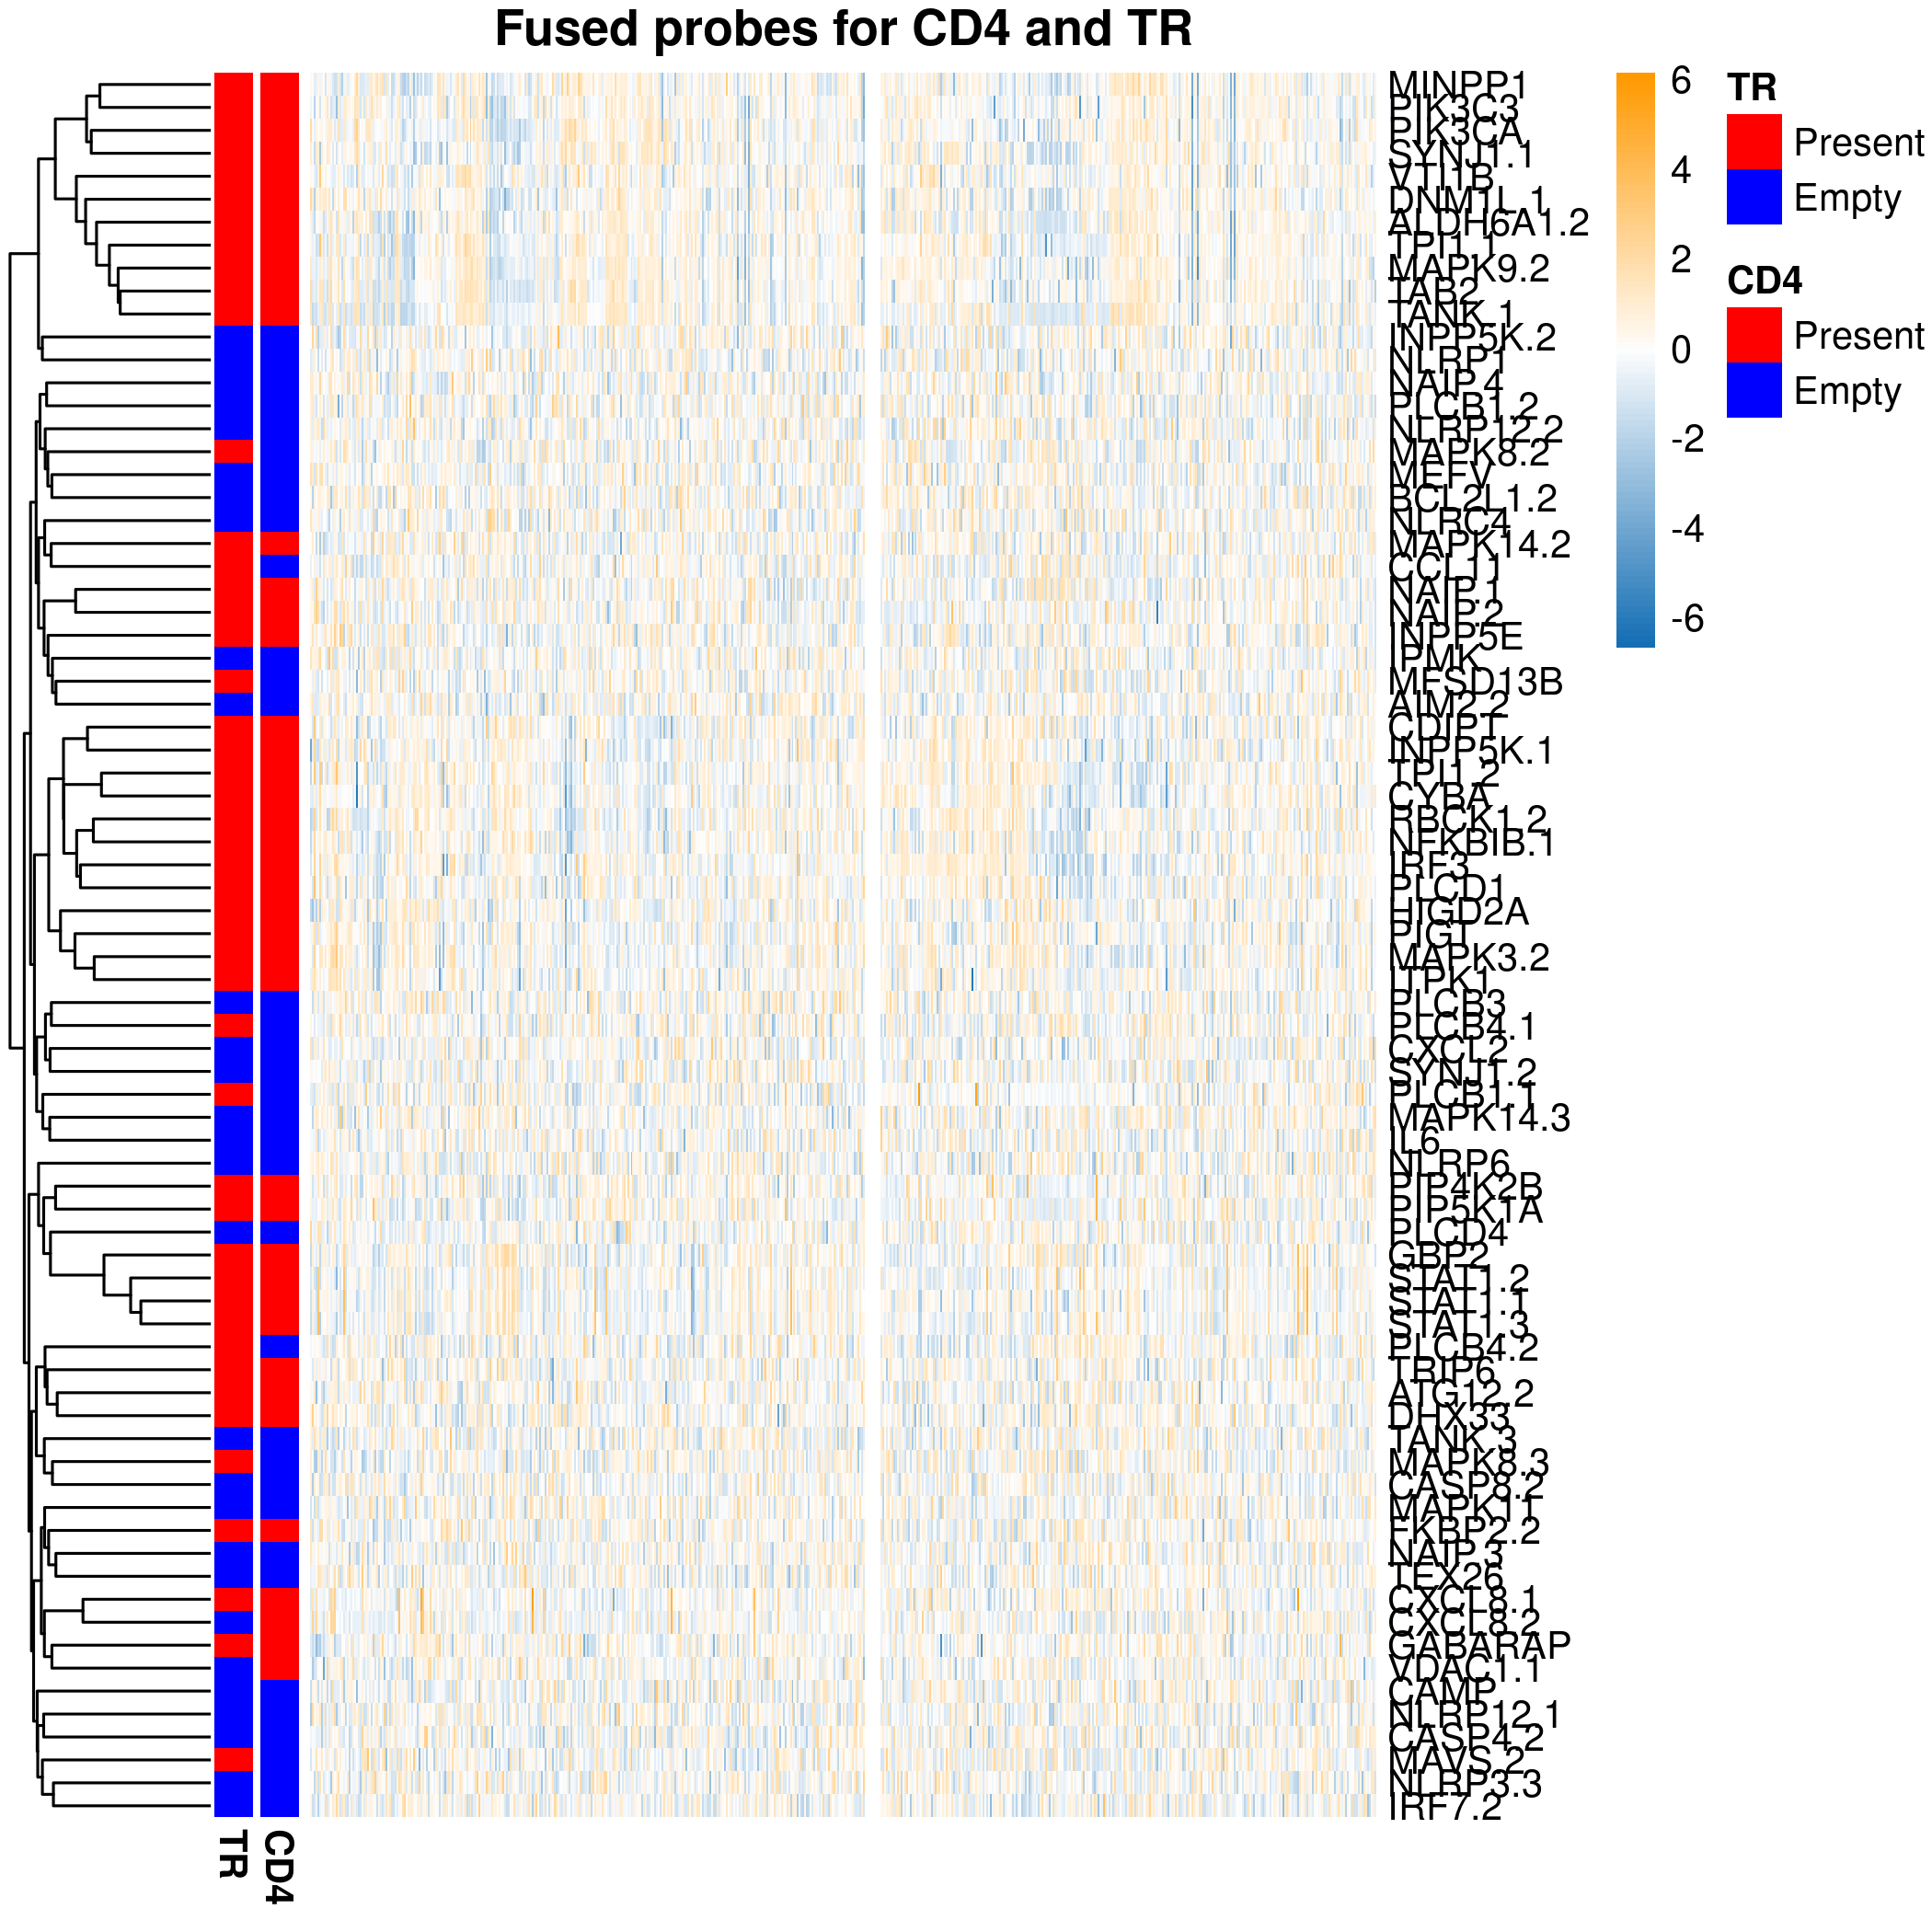 Fused probes for CD4 and TR
MINPP1
PIK3C3
PIK3CA
SYNJ1.1
VTI1B
DNM1L.1
ALDH6A1.2
TPI1.1
MAPK9.2
TAB2
TANK.1
INPP5K.2
NLRP1
NAIP.4
PLCB1.2
NLRP12.2
MAPK8.2
MEFV
BCL2L1.2
NLRC4
MAPK14.2
CCL11
NAIP.1
NAIP.2
INPP5E
IPMK
MFSD13B
AIM2.2
CDIPT
INPP5K.1
TPI1.2
CYBA
RBCK1.2
NFKBIB.1
IRF3
PLCD1
HIGD2A
PIGT
MAPK3.2
ITPK1
PLCB3
PLCB4.1
CXCL2
SYNJ1.2
PLCB1.1
MAPK14.3
IL6
NLRP6
PIP4K2B
PIP5K1A
PLCD4
GBP2
STAT1.2
STAT1.1
STAT1.3
PLCB4.2
TRIP6
ATG12.2
DHX33
TANK.3
MAPK8.3
CASP8.2
MAPK11
FKBP2.2
NAIP.3
TEX26
CXCL8.1
CXCL8.2
GABARAP
VDAC1.1
CAMP
NLRP12.1
CASP4.2
MAVS.2
NLRP3.3
IRF7.2
6
4
2
0
-2
-4
-6
TR
Present
Empty
CD4
Present
Empty
TR
CD4